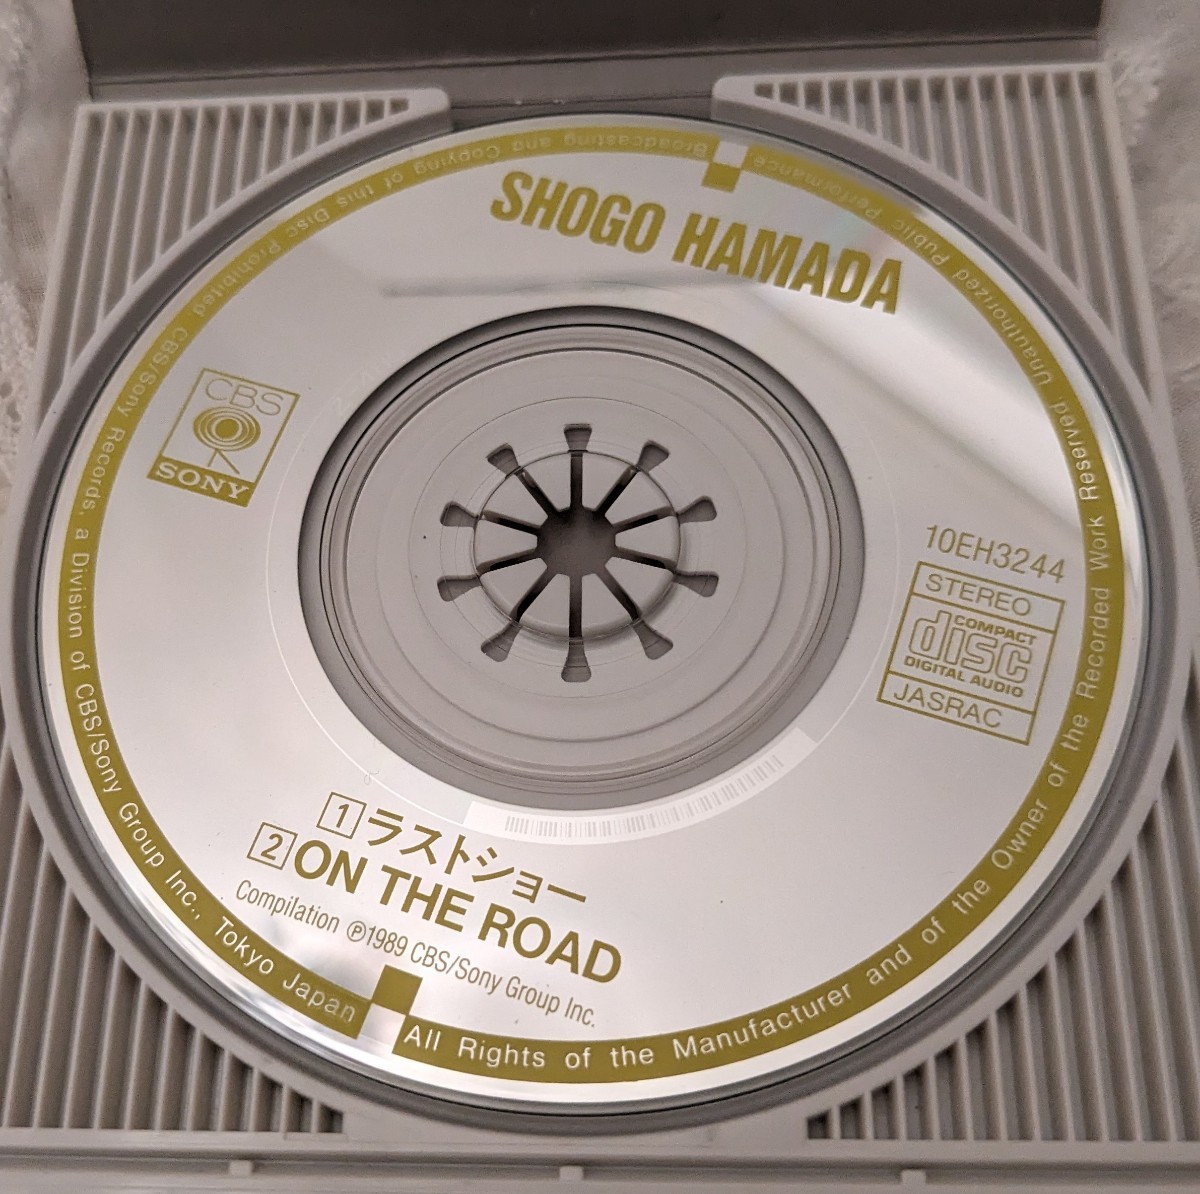 SHOGO HAMADA
CBS
SONY
10EH3244
STEREO
COMPACT
disc
DIGITAL AUDIO
JASRAC
1 ラストショー
2 ON THE ROAD
Compilation ℗1989 CBS/Sony Group Inc.
All Rights of the Manufacturer and of the Owner of the Recorded Work Reserved. Unauthorized Public Performance Broadcasting and Copying of this Disc Prohibited. CBS/Sony Records, a Division of CBS/Sony Group Inc., Tokyo Japan